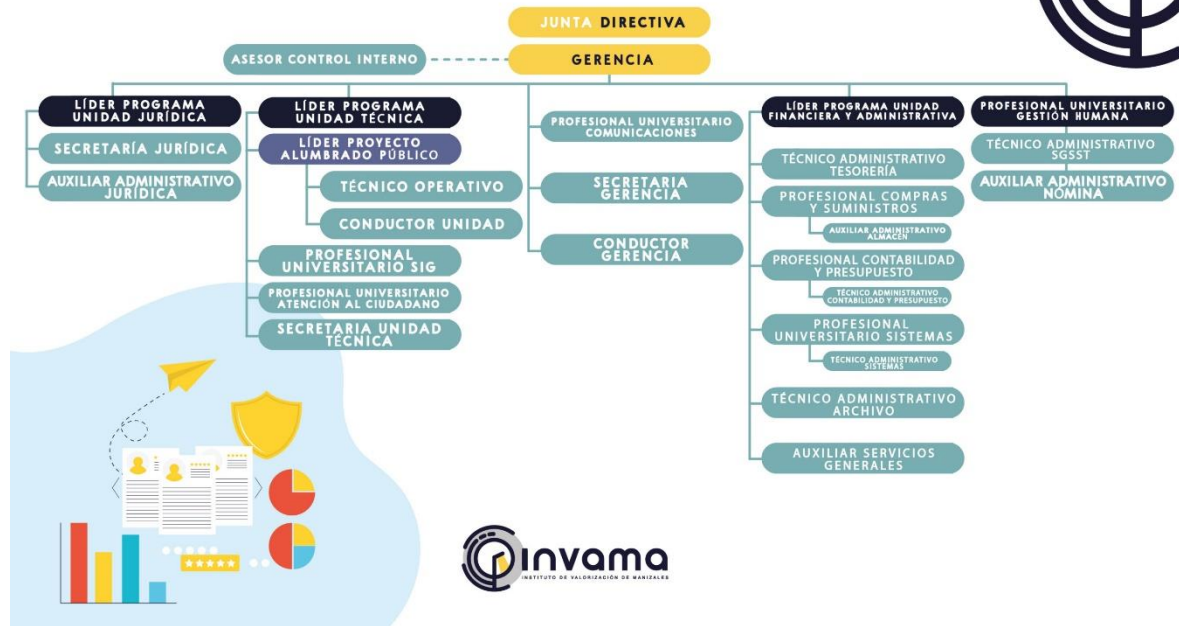 JUNTA DIRECTIVA
ASESOR CONTROL INTERNO
GERENCIA
LÍDER PROGRAMA
UNIDAD JURÍDICA
SECRETARÍA JURÍDICA
AUXILIAR ADMINISTRATIVO
JURÍDICA
LÍDER PROGRAMA
UNIDAD TÉCNICA
LÍDER PROYECTO
ALUMBRADO PÚBLICO
TÉCNICO OPERATIVO
CONDUCTOR UNIDAD
PROFESIONAL
UNIVERSITARIO SIG
PROFESIONAL UNIVERSITARIO
ATENCIÓN AL CIUDADANO
SECRETARIA UNIDAD
TÉCNICA
PROFESIONAL UNIVERSITARIO
COMUNICACIONES
SECRETARIA
GERENCIA
CONDUCTOR
GERENCIA
LÍDER PROGRAMA UNIDAD
FINANCIERA Y ADMINISTRATIVA
TÉCNICO ADMINISTRATIVO
TESORERÍA
PROFESIONAL COMPRAS
Y SUMINISTROS
AUXILIAR ADMINISTRATIVO
ALMACÉN
PROFESIONAL CONTABILIDAD
Y PRESUPUESTO
TÉCNICO ADMINISTRATIVO
CONTABILIDAD Y PRESUPUESTO
PROFESIONAL
UNIVERSITARIO SISTEMAS
TÉCNICO ADMINISTRATIVO
SISTEMAS
TÉCNICO ADMINISTRATIVO
ARCHIVO
AUXILIAR SERVICIOS
GENERALES
PROFESIONAL UNIVERSITARIO
GESTIÓN HUMANA
TÉCNICO ADMINISTRATIVO
SGSST
AUXILIAR ADMINISTRATIVO
NÓMINA
invama
INSTITUTO DE VALORIZACIÓN DE MANIZALES